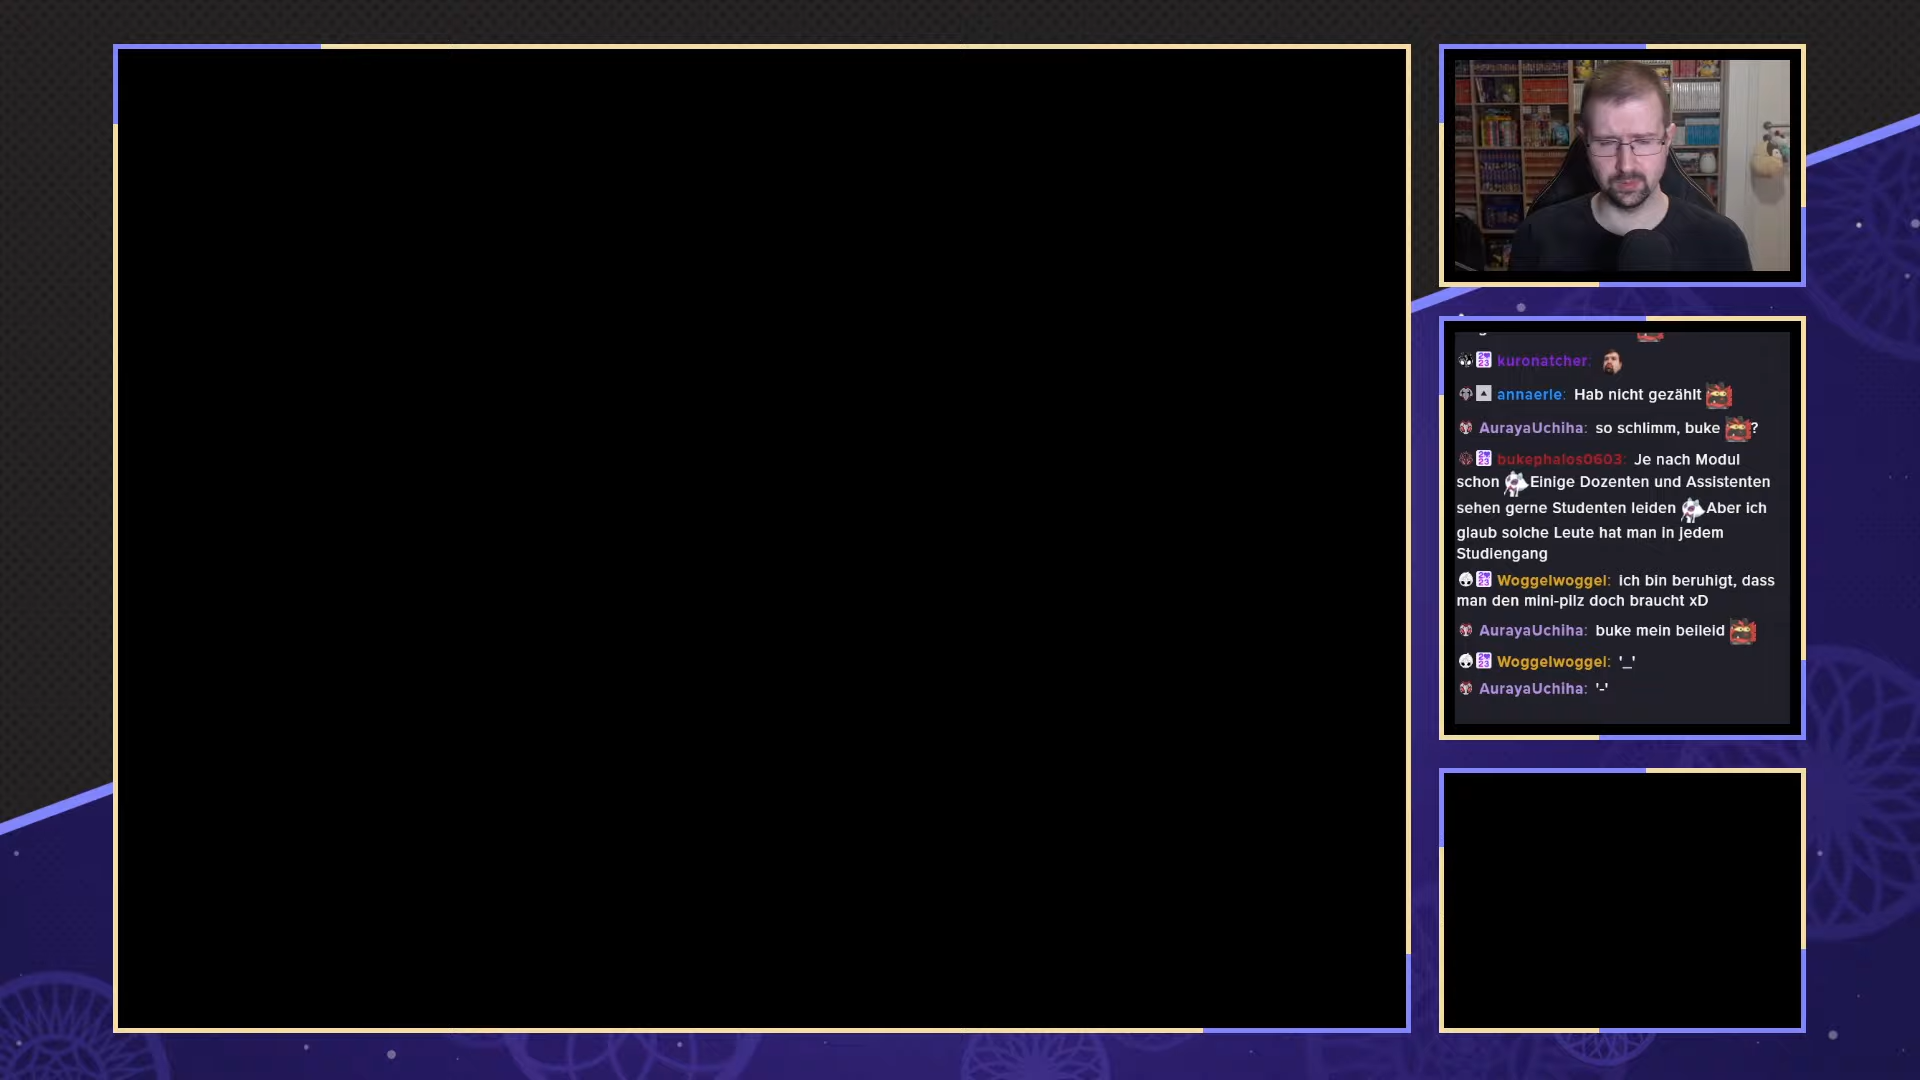 kuronatcher:
annaerle: Hab nicht gezählt
AurayaUchiha: so schlimm, buke ?
bukephalos0603: Je nach Modul
schon Einige Dozenten und Assistenten
sehen gerne Studenten leiden Aber ich
glaub solche Leute hat man in jedem
Studiengang
Woggelwoggel: ich bin beruhigt, dass
man den mini-pilz doch braucht xD
AurayaUchiha: buke mein beileid
Woggelwoggel: '_'
AurayaUchiha: '-'